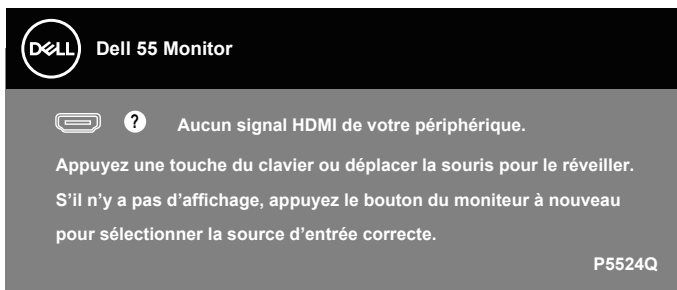 DELL Dell 55 Monitor
? Aucun signal HDMI de votre périphérique.
Appuyez une touche du clavier ou déplacer la souris pour le réveiller.
S'il n'y a pas d'affichage, appuyez le bouton du moniteur à nouveau
pour sélectionner la source d'entrée correcte.
P5524Q